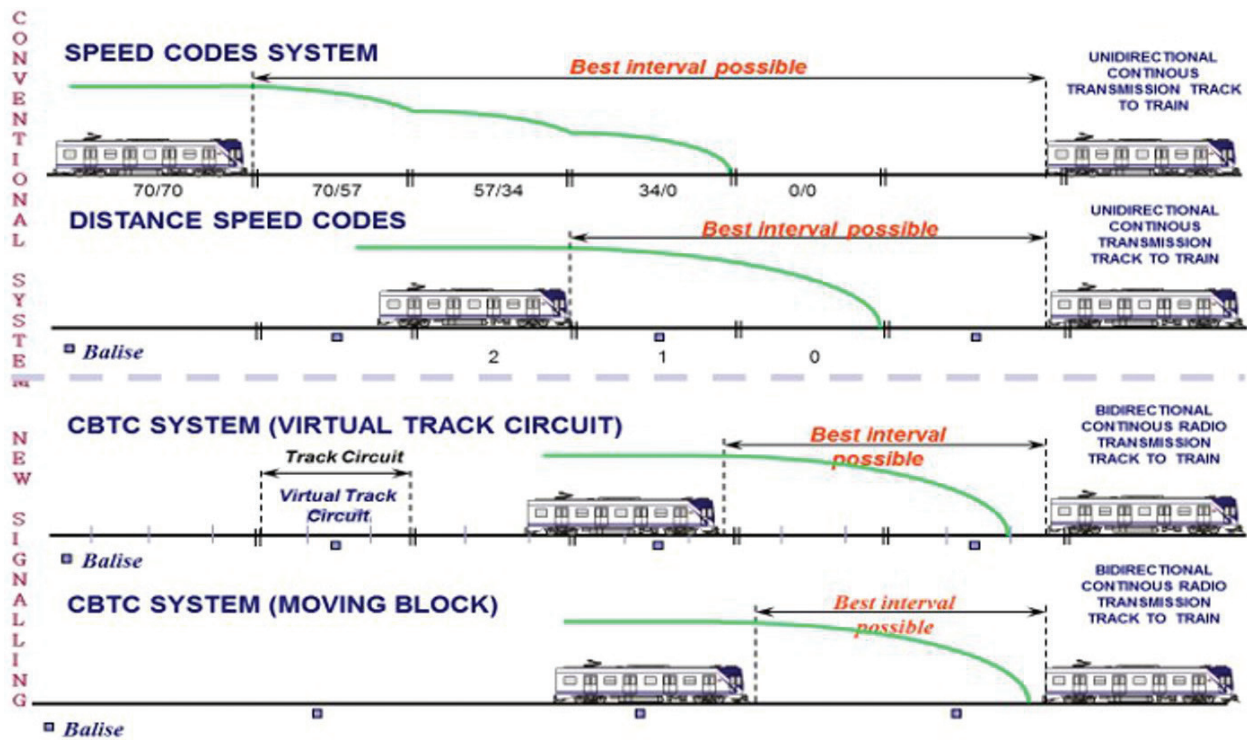 CONVENTIONAL SYSTEM
SPEED CODES SYSTEM
Best interval possible
UNIDIRECTIONAL
CONTINOUS
TRANSMISSION TRACK
TO TRAIN
70/70 70/57 57/34 34/0 0/0
DISTANCE SPEED CODES
Best interval possible
UNIDIRECTIONAL
CONTINOUS
TRANSMISSION
TRACK TO TRAIN
Balise
2 1 0
NEW SIGNALLING
CBTC SYSTEM (VIRTUAL TRACK CIRCUIT)
Best interval
possible
BIDIRECTIONAL
CONTINOUS RADIO
TRANSMISSION
TRACK TO TRAIN
Track Circuit
Virtual Track
Circuit
Balise
CBTC SYSTEM (MOVING BLOCK)
Best interval
possible
BIDIRECTIONAL
CONTINOUS RADIO
TRANSMISSION
TRACK TO TRAIN
Balise